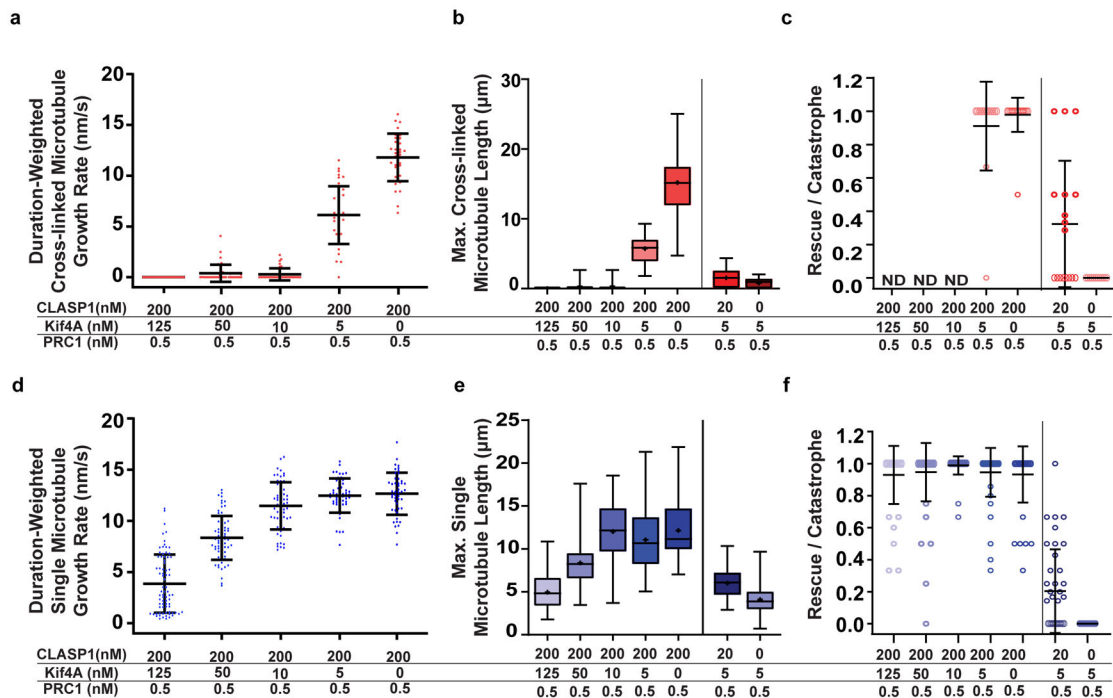 a
Duration-Weighted
Cross-linked Microtubule
Growth Rate (nm/s)
20
15
10
5
0
CLASP1(nM) 200 200 200 200 200
Kif4A(nM) 125 50 10 5 0
PRC1 (nM) 0.5 0.5 0.5 0.5 0.5
b
Max. Cross-linked
Microtubule Length (µm)
30
20
10
0
200 200 200 200 200 20 0
125 50 10 5 0 5 5
0.5 0.5 0.5 0.5 0.5 0.5 0.5
c
Rescue / Catastrophe
1.2
1.0
0.8
0.6
0.4
0.2
0.0
ND ND ND
200 200 200 200 200 20 0
125 50 10 5 0 5 5
0.5 0.5 0.5 0.5 0.5 0.5 0.5
d
Duration-Weighted
Single Microtubule
Growth Rate (nm/s)
20
15
10
5
0
CLASP1(nM) 200 200 200 200 200
Kif4A(nM) 125 50 10 5 0
PRC1 (nM) 0.5 0.5 0.5 0.5 0.5
e
Max. Single
Microtubule Length (µm)
25
20
15
10
5
0
200 200 200 200 200 20 0
125 50 10 5 0 5 5
0.5 0.5 0.5 0.5 0.5 0.5 0.5
f
Rescue / Catastrophe
1.2
1.0
0.8
0.6
0.4
0.2
0.0
200 200 200 200 200 20 0
125 50 10 5 0 5 5
0.5 0.5 0.5 0.5 0.5 0.5 0.5